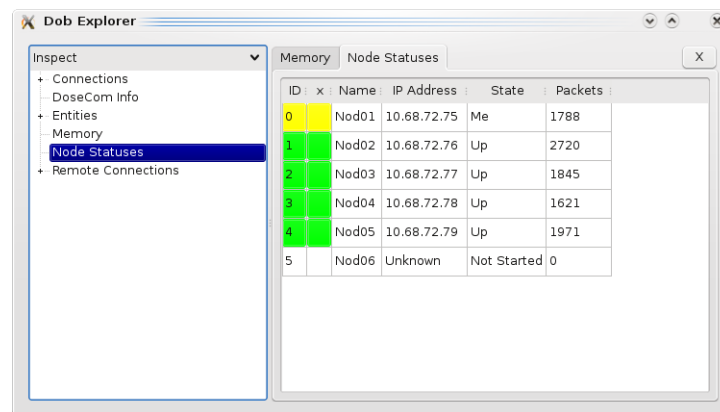 Dob Explorer
Inspect
Memory Node Statuses X
+ Connections
DoseCom Info
+ Entities
Memory
Node Statuses
+ Remote Connections
ID x Name IP Address State Packets
0 Nod01 10.68.72.75 Me 1788
1 Nod02 10.68.72.76 Up 2720
2 Nod03 10.68.72.77 Up 1845
3 Nod04 10.68.72.78 Up 1621
4 Nod05 10.68.72.79 Up 1971
5 Nod06 Unknown Not Started 0